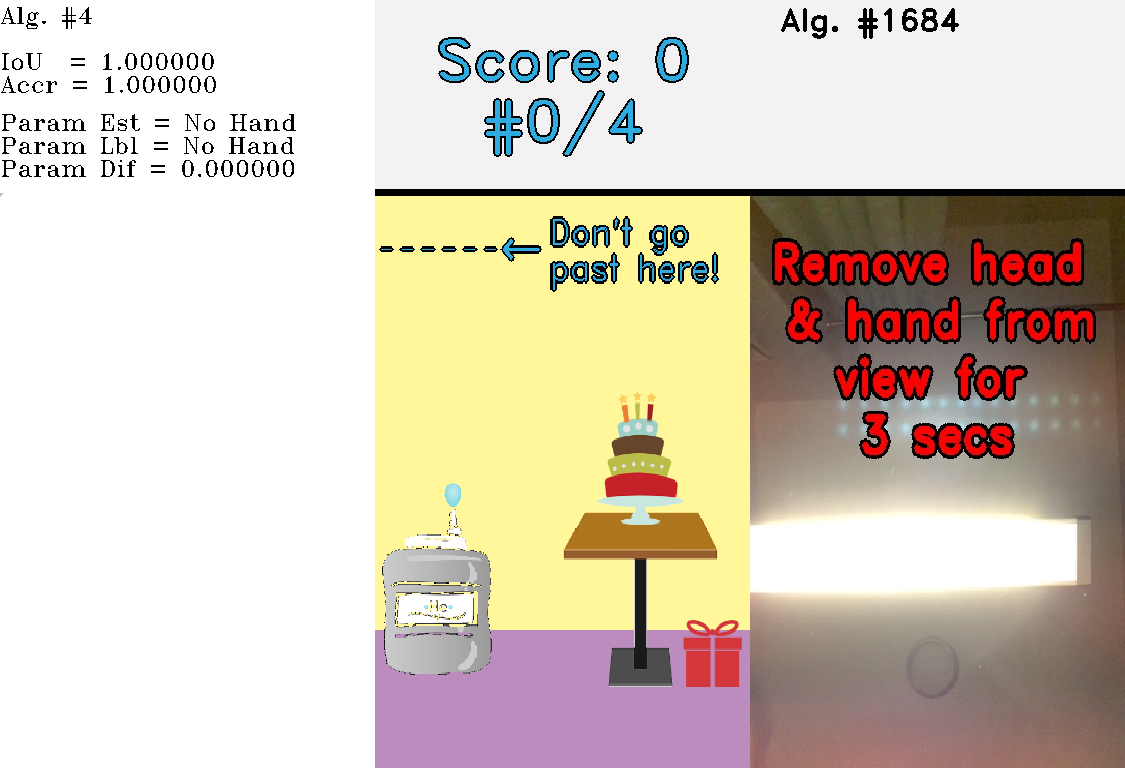 Alg. #4
IoU = 1.000000
Accr = 1.000000
Param Est = No Hand
Param Lbl = No Hand
Param Dif = 0.000000
Score: 0
#0/4
Don't go
past here!
Alg. #1684
Remove head
& hand from
view for
3 secs